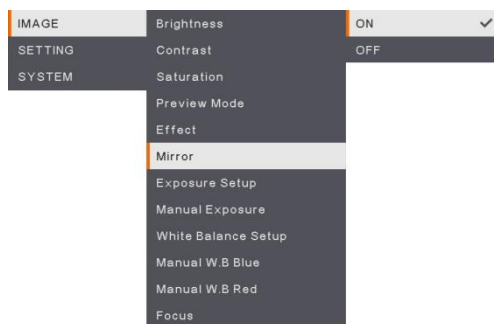 IMAGE
SETTING
SYSTEM
Brightness
Contrast
Saturation
Preview Mode
Effect
Mirror
Exposure Setup
Manual Exposure
White Balance Setup
Manual W.B Blue
Manual W.B Red
Focus
ON
OFF